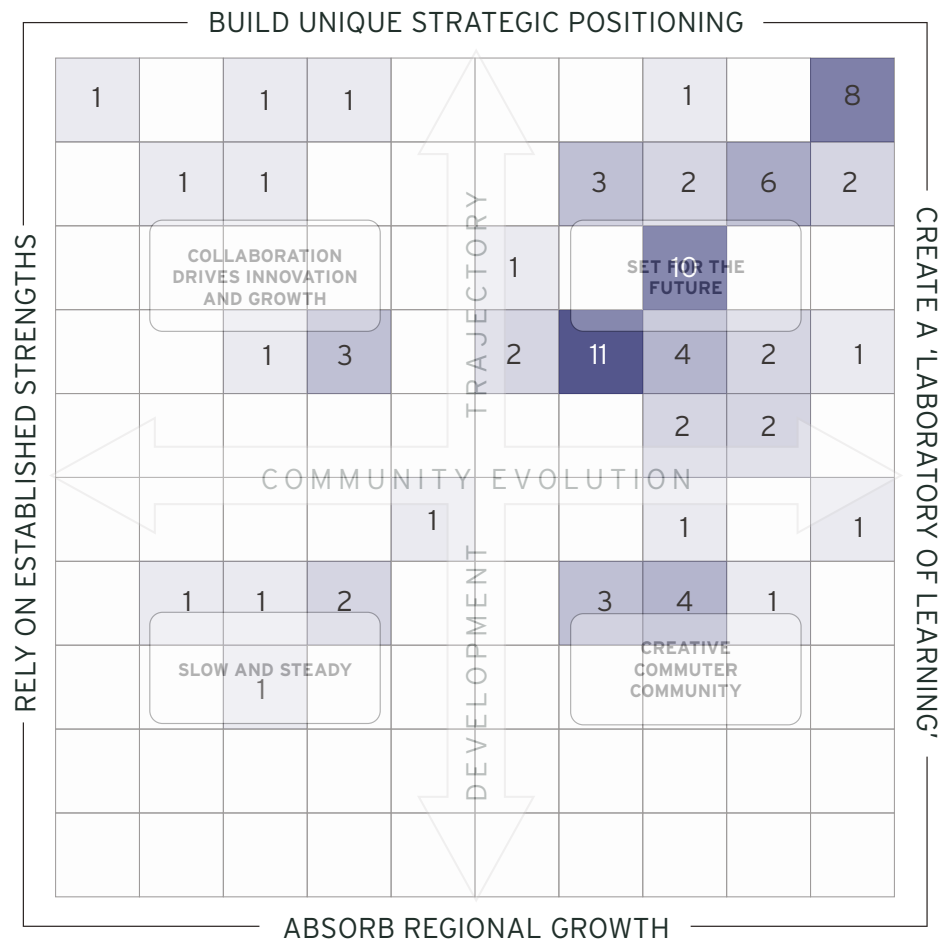 BUILD UNIQUE STRATEGIC POSITIONING
1 1 1 1 8
1 1 3 2 6 2
COLLABORATION
DRIVES INNOVATION
AND GROWTH
1 10
SET FOR THE
FUTURE
1 3 2 11 4 2 1
2 2
COMMUNITY EVOLUTION
1 1 1
1 1 2 3 4 1
SLOW AND STEADY
1
CREATIVE
COMMUTER
COMMUNITY
DEVELOPMENT TRAJECTORY
RELY ON ESTABLISHED STRENGTHS
CREATE A 'LABORATORY OF LEARNING'
ABSORB REGIONAL GROWTH